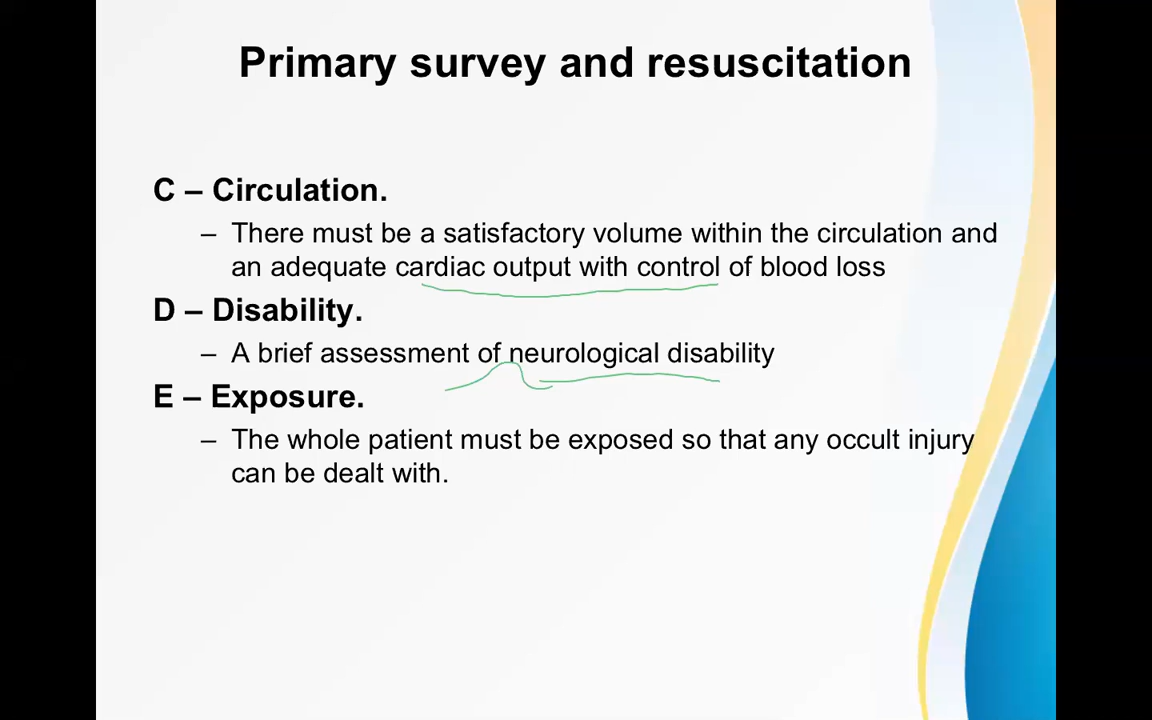 Primary survey and resuscitation
C – Circulation.
– There must be a satisfactory volume within the circulation and
an adequate cardiac output with control of blood loss
D – Disability.
– A brief assessment of neurological disability
E – Exposure.
– The whole patient must be exposed so that any occult injury
can be dealt with.